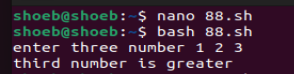 shoeb@shoeb:~$ nano 88.sh
shoeb@shoeb:~$ bash 88.sh
enter three number 1 2 3
third number is greater